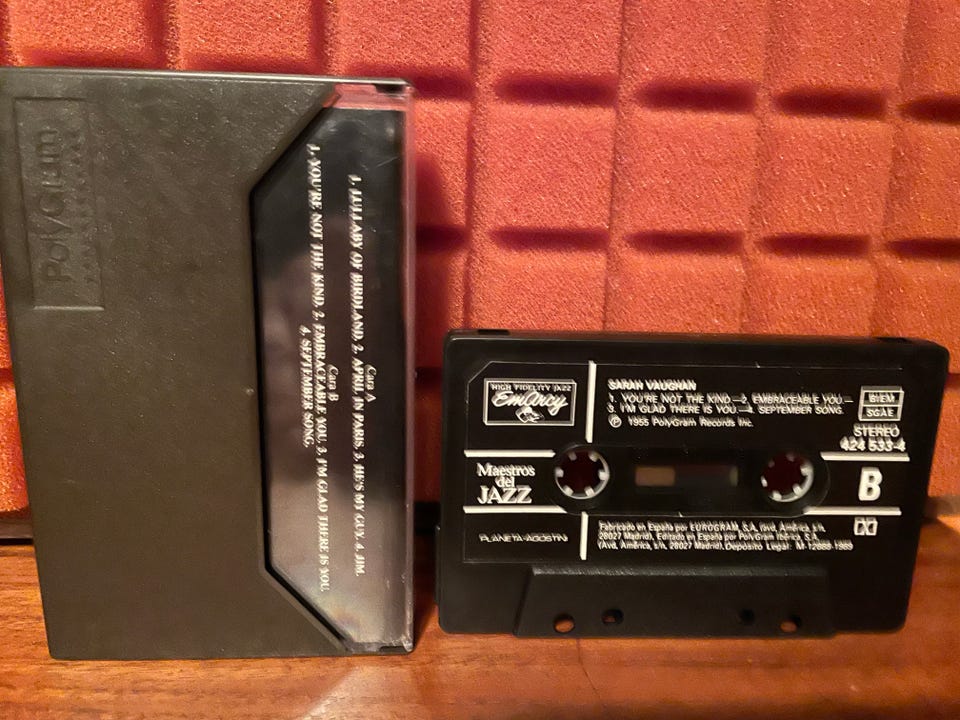 PolyGram
Cara A
1. LULLABY OF BIRDLAND. 2. APRIL IN PARIS. 3. HE'S MY GUY. 4. JIM.
Cara B
1. YOU'RE NOT THE KIND. 2. EMBRACEABLE YOU. 3. I'M GLAD THERE IS YOU.
4. SEPTEMBER SONG.
HIGH FIDELITY JAZZ
EmArcy
SARAH VAUGHAN
1. YOU'RE NOT THE KIND—2. EMBRACEABLE YOU—
3. I'M GLAD THERE IS YOU—4. SEPTEMBER SONG.
Ⓟ 1955 PolyGram Records Inc.
BIEM
SGAE
STEREO
424 533-4
Maestros
del
JAZZ
B
PLANETA-AGOSTINI
Fabricado en España por EUROGRAM, S.A. (avd. América, s/n.
28027 Madrid). Editado en España por PolyGram Ibérica, S.A.
(Avd. América, s/n. 28027 Madrid). Depósito Legal: M-12888-1989